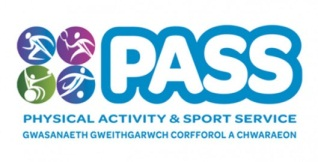 PASS
PHYSICAL ACTIVITY & SPORT SERVICE
GWASANAETH GWEITHGARWCH CORFFOROL A CHWARAEON